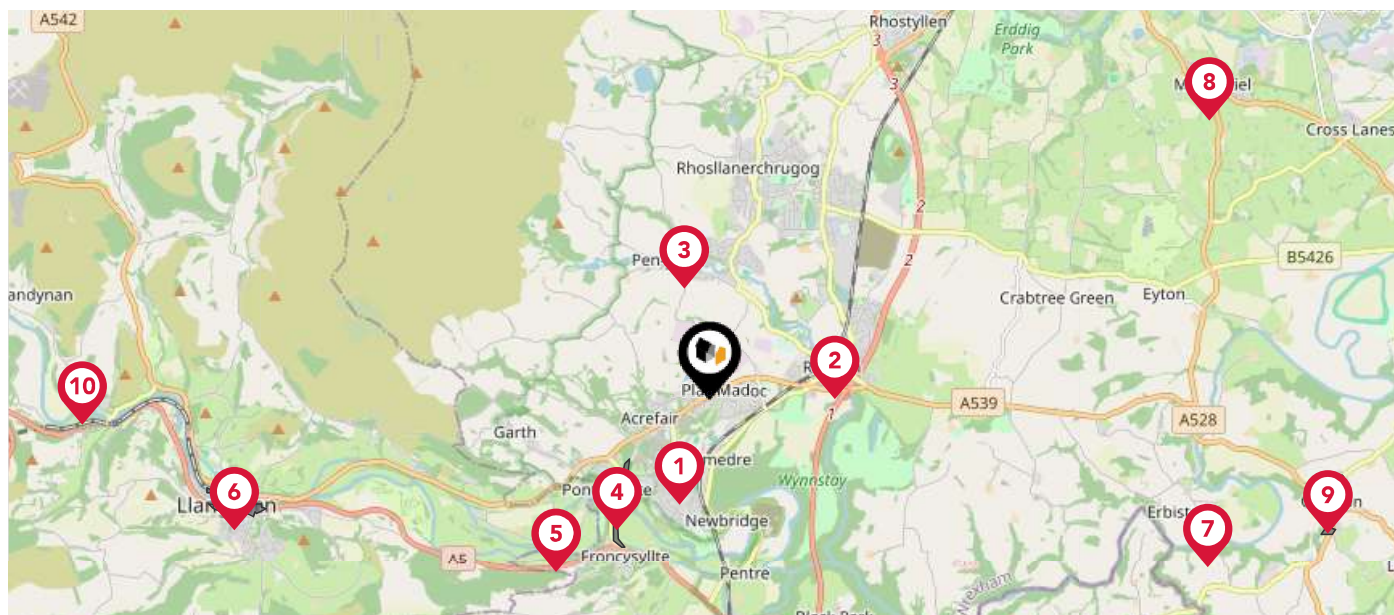 A542
Rhostyllen
3
Erddig
Park
3
8
Cross Lanes
Rhosllanerchrugog
2
3
2
B5426
andynan
Crabtree Green
Eyton
2
10
A539
1
A528
Acrefair
Garth
1
Wynnstay
6
4
9
Newbridge
5
7
Froncysyllte
A5
Pentre